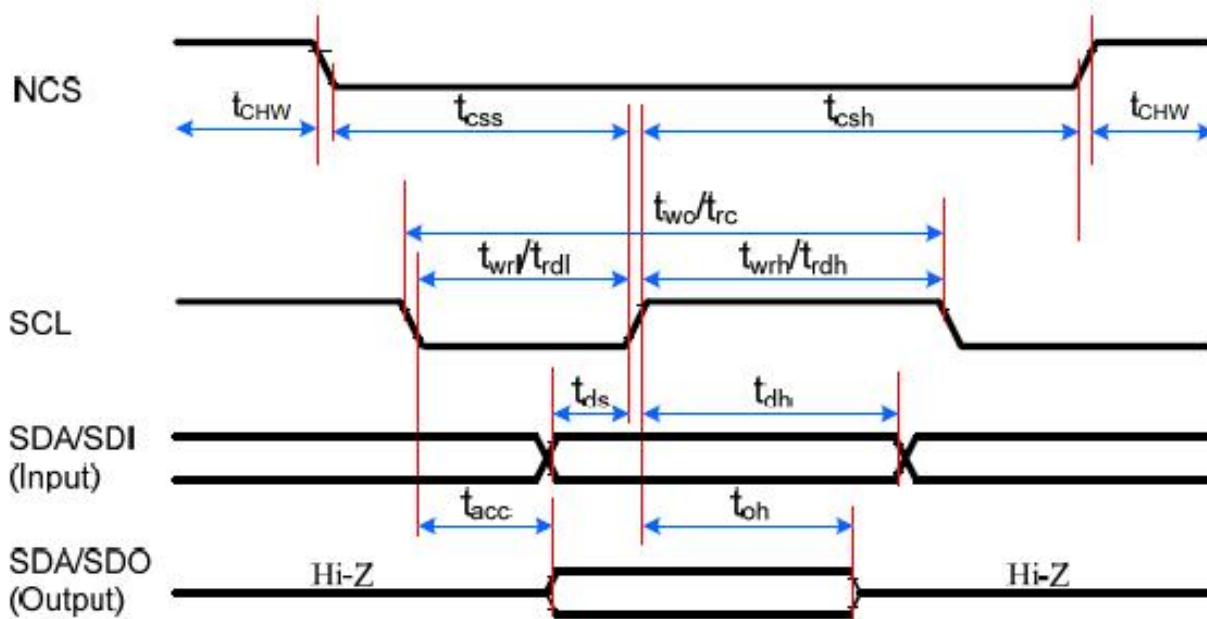 NCS
tCHW
tcss
tcsh
tCHW
two/trc
twrl/trdl
twrh/trdh
SCL
tds
tdh
SDA/SDI
(Input)
tacc
toh
SDA/SDO
(Output)
Hi-Z
Hi-Z